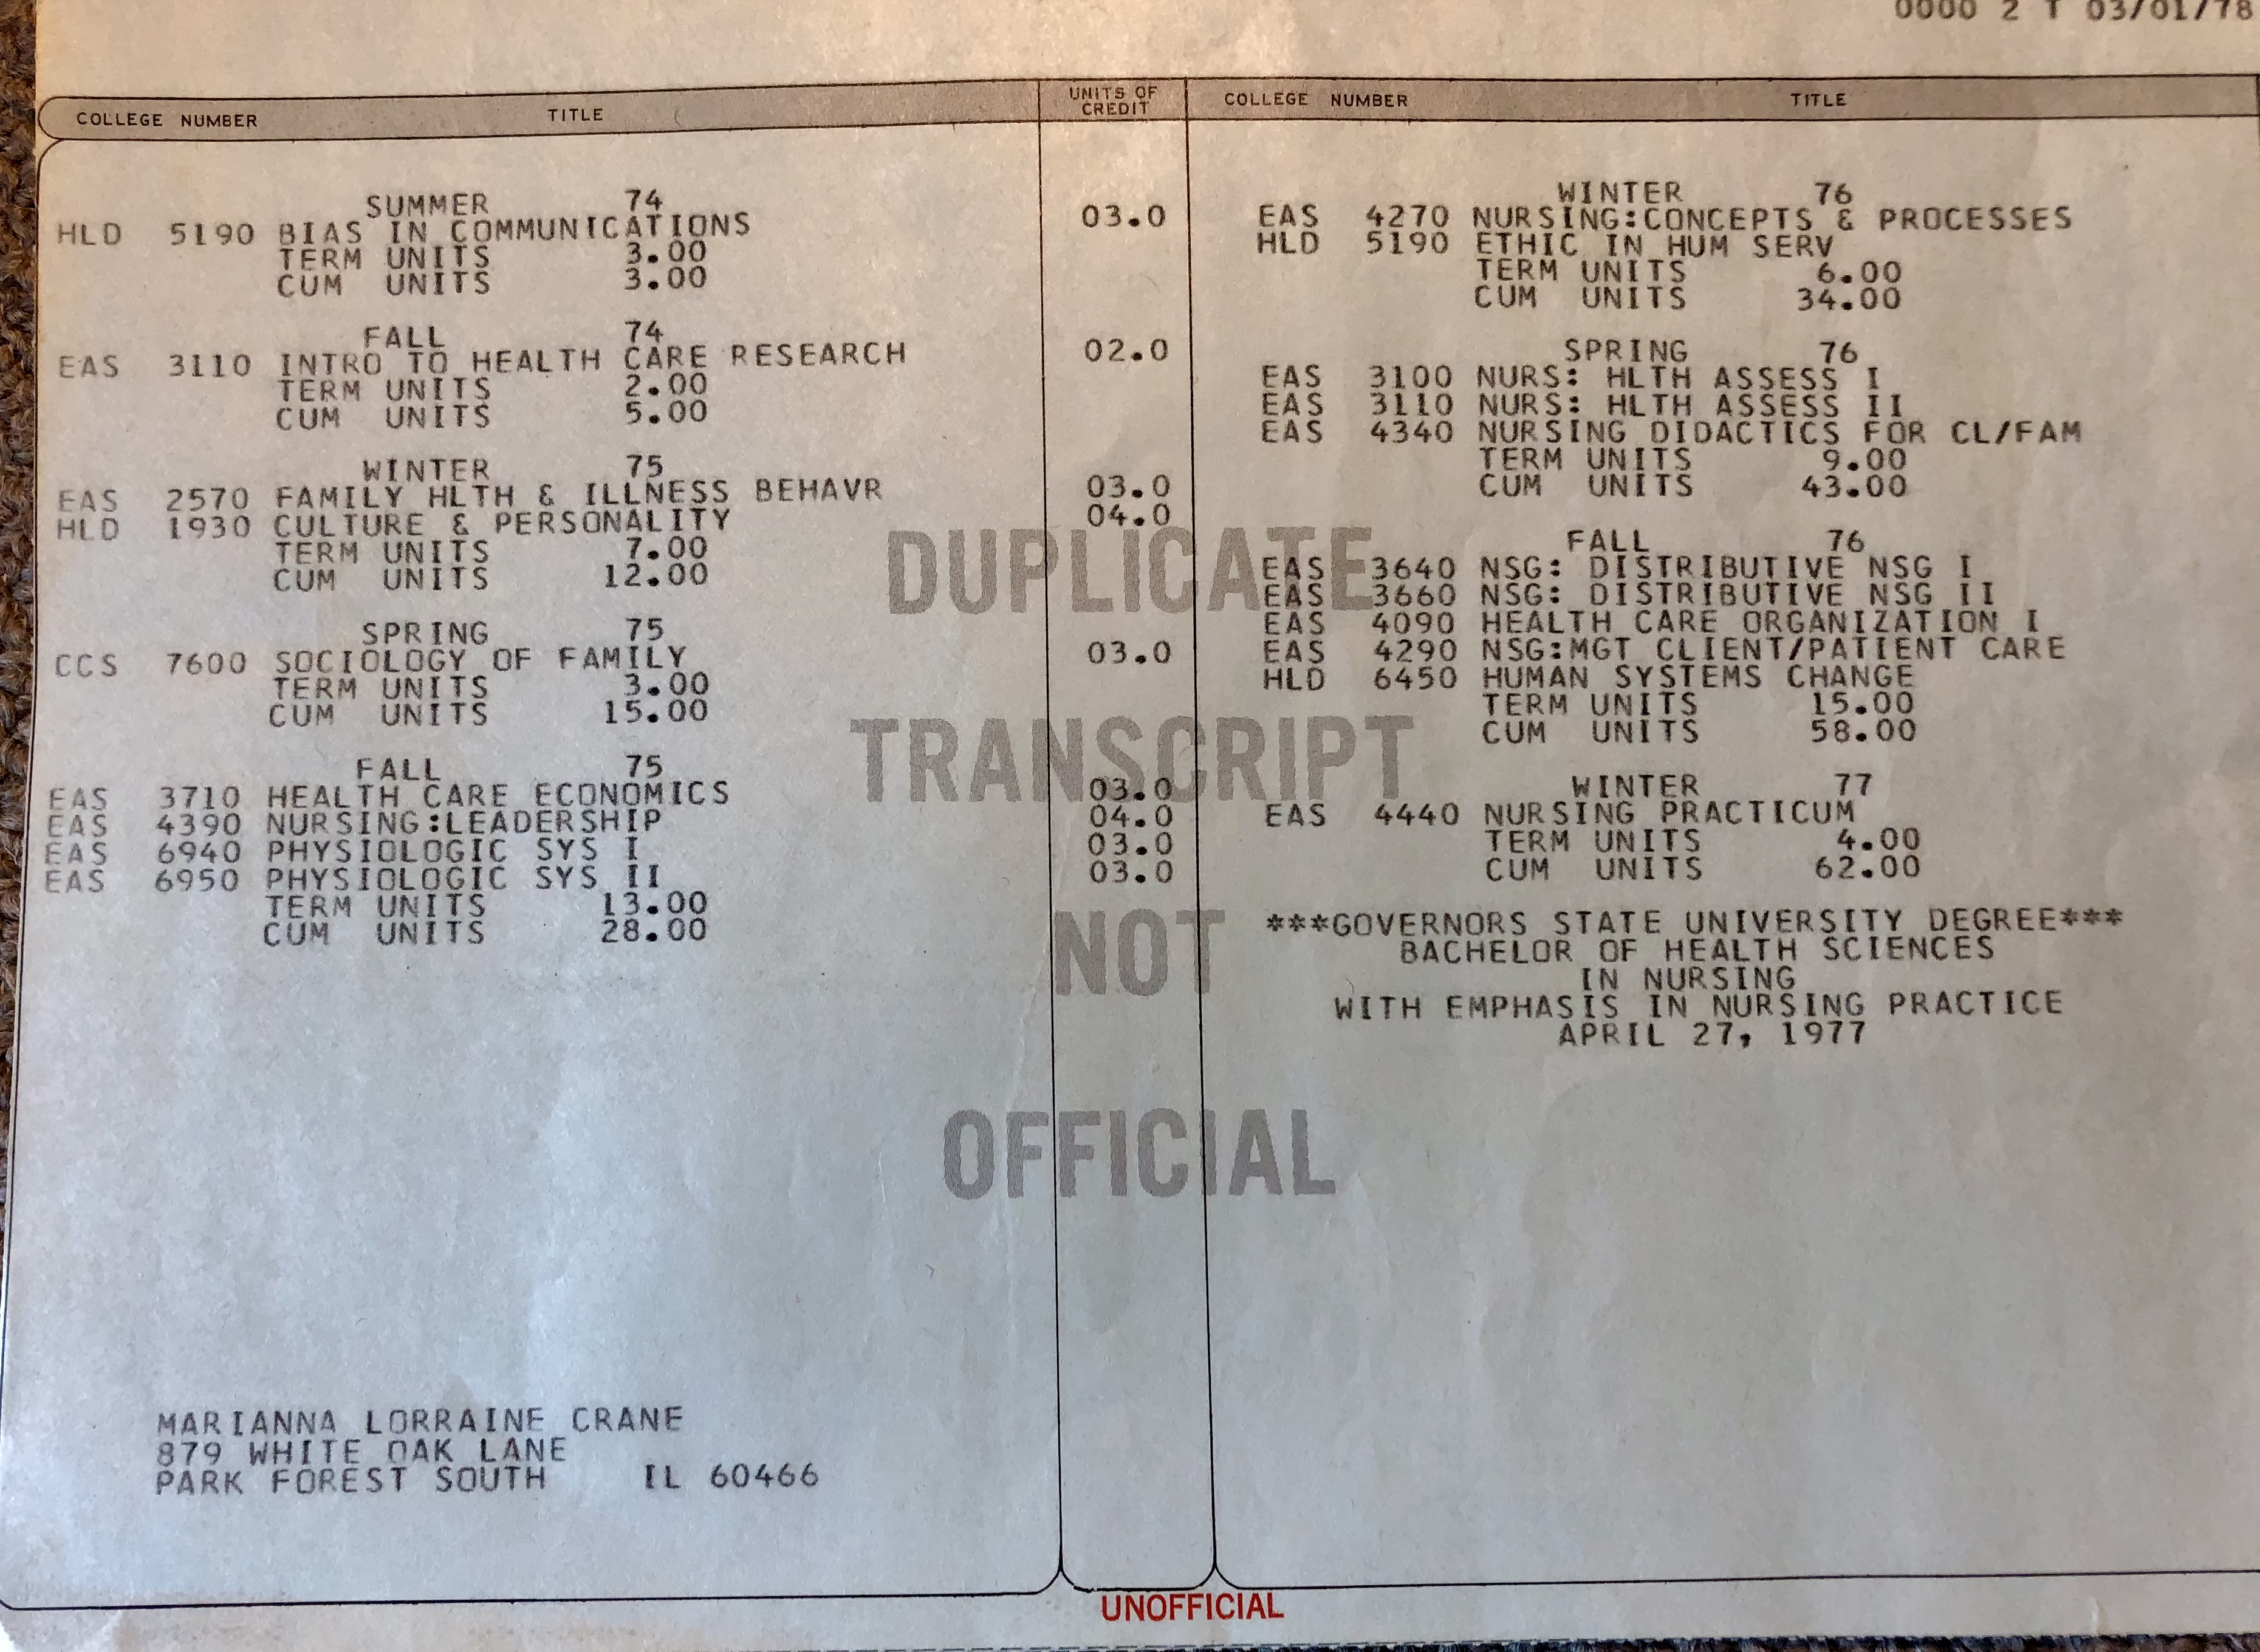 0000 2 T 03/01/78
COLLEGE NUMBER TITLE UNITS OF CREDIT
SUMMER 74
HLD 5190 BIAS IN COMMUNICATIONS 03.0
TERM UNITS 3.00
CUM UNITS 3.00
FALL 74
EAS 3110 INTRO TO HEALTH CARE RESEARCH 02.0
TERM UNITS 2.00
CUM UNITS 5.00
WINTER 75
EAS 2570 FAMILY HLTH & ILLNESS BEHAVR 03.0
HLD 1930 CULTURE & PERSONALITY 04.0
TERM UNITS 7.00
CUM UNITS 12.00
SPRING 75
CCS 7600 SOCIOLOGY OF FAMILY 03.0
TERM UNITS 3.00
CUM UNITS 15.00
FALL 75
EAS 3710 HEALTH CARE ECONOMICS 03.0
EAS 4390 NURSING:LEADERSHIP 04.0
EAS 6940 PHYSIOLOGIC SYS I 03.0
EAS 6950 PHYSIOLOGIC SYS II 03.0
TERM UNITS 13.00
CUM UNITS 28.00
MARIANNA LORRAINE CRANE
879 WHITE OAK LANE
PARK FOREST SOUTH IL 60466
COLLEGE NUMBER TITLE
WINTER 76
EAS 4270 NURSING:CONCEPTS & PROCESSES
HLD 5190 ETHIC IN HUM SERV
TERM UNITS 6.00
CUM UNITS 34.00
SPRING 76
EAS 3100 NURS: HLTH ASSESS I
EAS 3110 NURS: HLTH ASSESS II
EAS 4340 NURSING DIDACTICS FOR CL/FAM
TERM UNITS 9.00
CUM UNITS 43.00
FALL 76
EAS 3640 NSG: DISTRIBUTIVE NSG I
EAS 3660 NSG: DISTRIBUTIVE NSG II
EAS 4090 HEALTH CARE ORGANIZATION I
EAS 4290 NSG:MGT CLIENT/PATIENT CARE
HLD 6450 HUMAN SYSTEMS CHANGE
TERM UNITS 15.00
CUM UNITS 58.00
WINTER 77
EAS 4440 NURSING PRACTICUM
TERM UNITS 4.00
CUM UNITS 62.00
***GOVERNORS STATE UNIVERSITY DEGREE***
BACHELOR OF HEALTH SCIENCES
IN NURSING
WITH EMPHASIS IN NURSING PRACTICE
APRIL 27, 1977
DUPLICATE
TRANSCRIPT
NOT
OFFICIAL
UNOFFICIAL